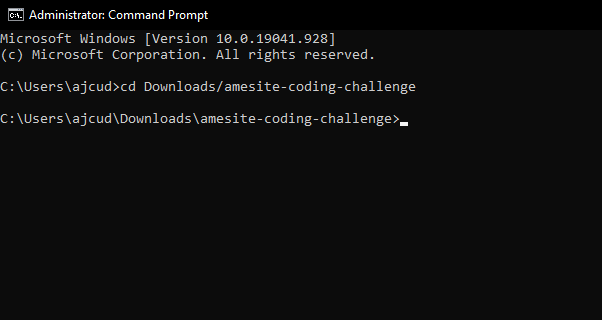 Administrator: Command Prompt
Microsoft Windows [Version 10.0.19041.928]
(c) Microsoft Corporation. All rights reserved.
C:\Users\ajcud>cd Downloads/amesite-coding-challenge
C:\Users\ajcud\Downloads\amesite-coding-challenge>